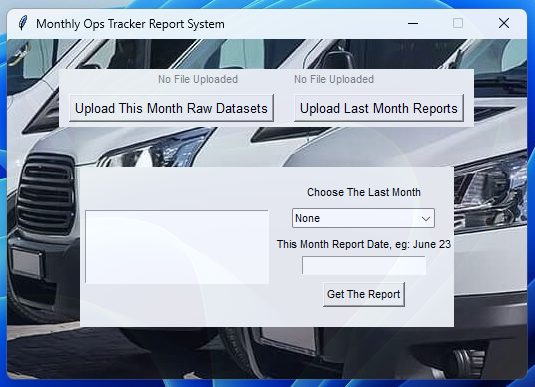 Monthly Ops Tracker Report System
No File Uploaded
No File Uploaded
Upload This Month Raw Datasets
Upload Last Month Reports
Choose The Last Month
None
This Month Report Date, eg: June 23
Get The Report